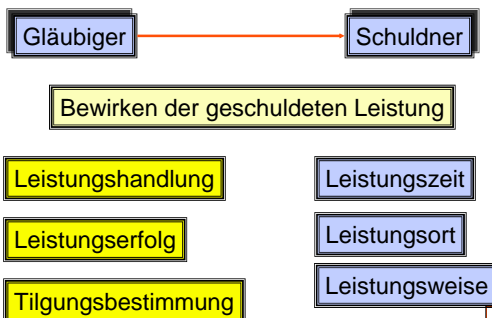 Gläubiger
Schuldner
Bewirken der geschuldeten Leistung
Leistungshandlung
Leistungszeit
Leistungserfolg
Leistungsort
Tilgungsbestimmung
Leistungsweise